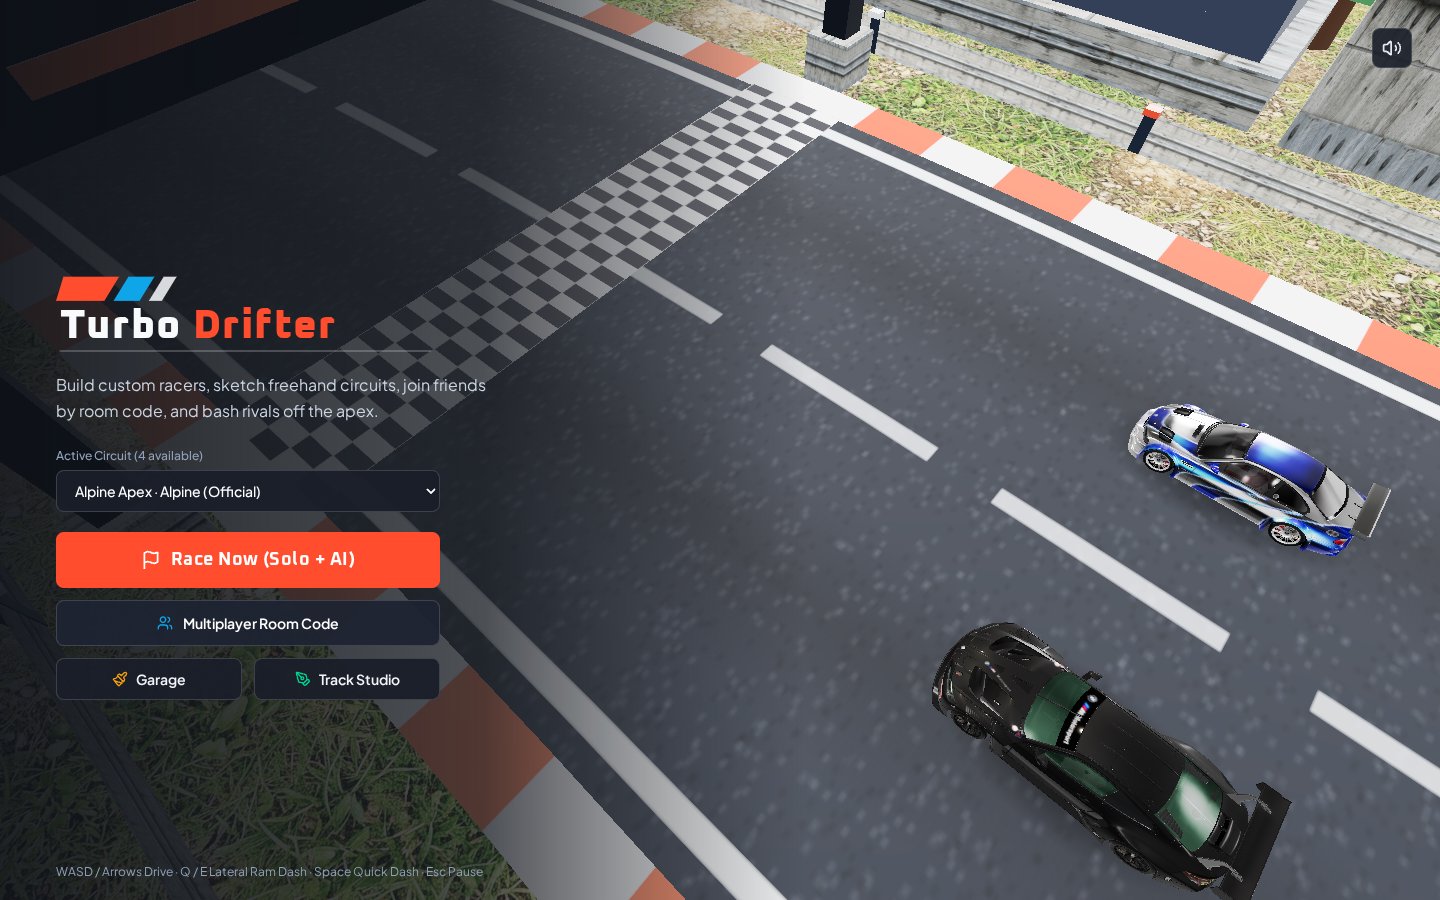 Turbo Drifter
Build custom racers, sketch freehand circuits, join friends
by room code, and bash rivals off the apex.
Active Circuit (4 available)
Alpine Apex · Alpine (Official)
Race Now (Solo + AI)
Multiplayer Room Code
Garage
Track Studio
WASD / Arrows Drive · Q / E Lateral Ram Dash · Space Quick Dash · Esc Pause